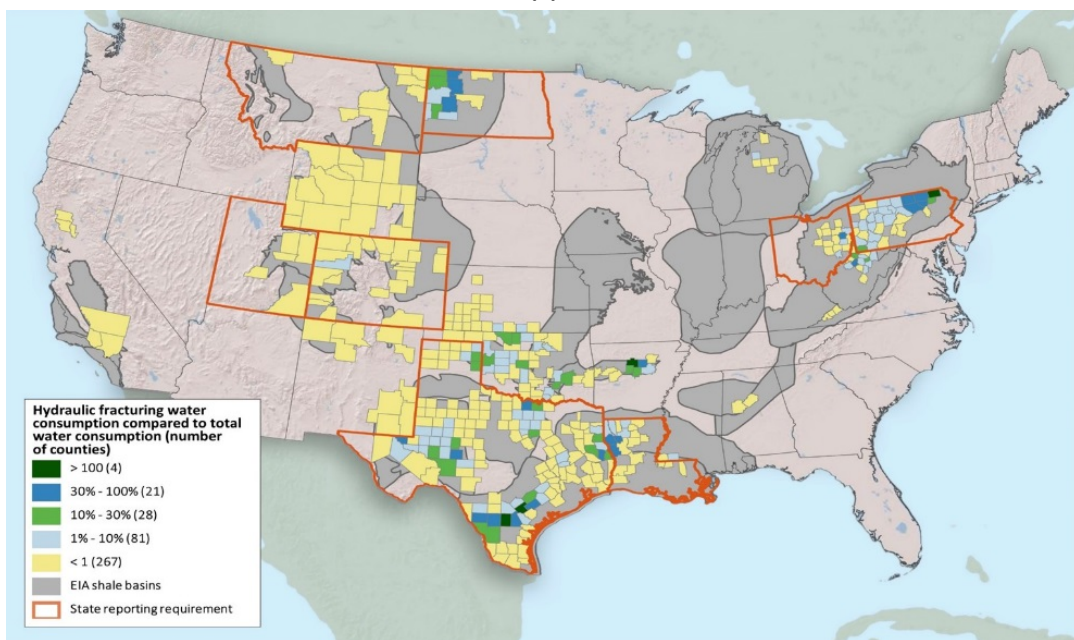 Hydraulic fracturing water
consumption compared to total
water consumption (number
of counties)
> 100 (4)
30% - 100% (21)
10% - 30% (28)
1% - 10% (81)
< 1 (267)
EIA shale basins
State reporting requirement